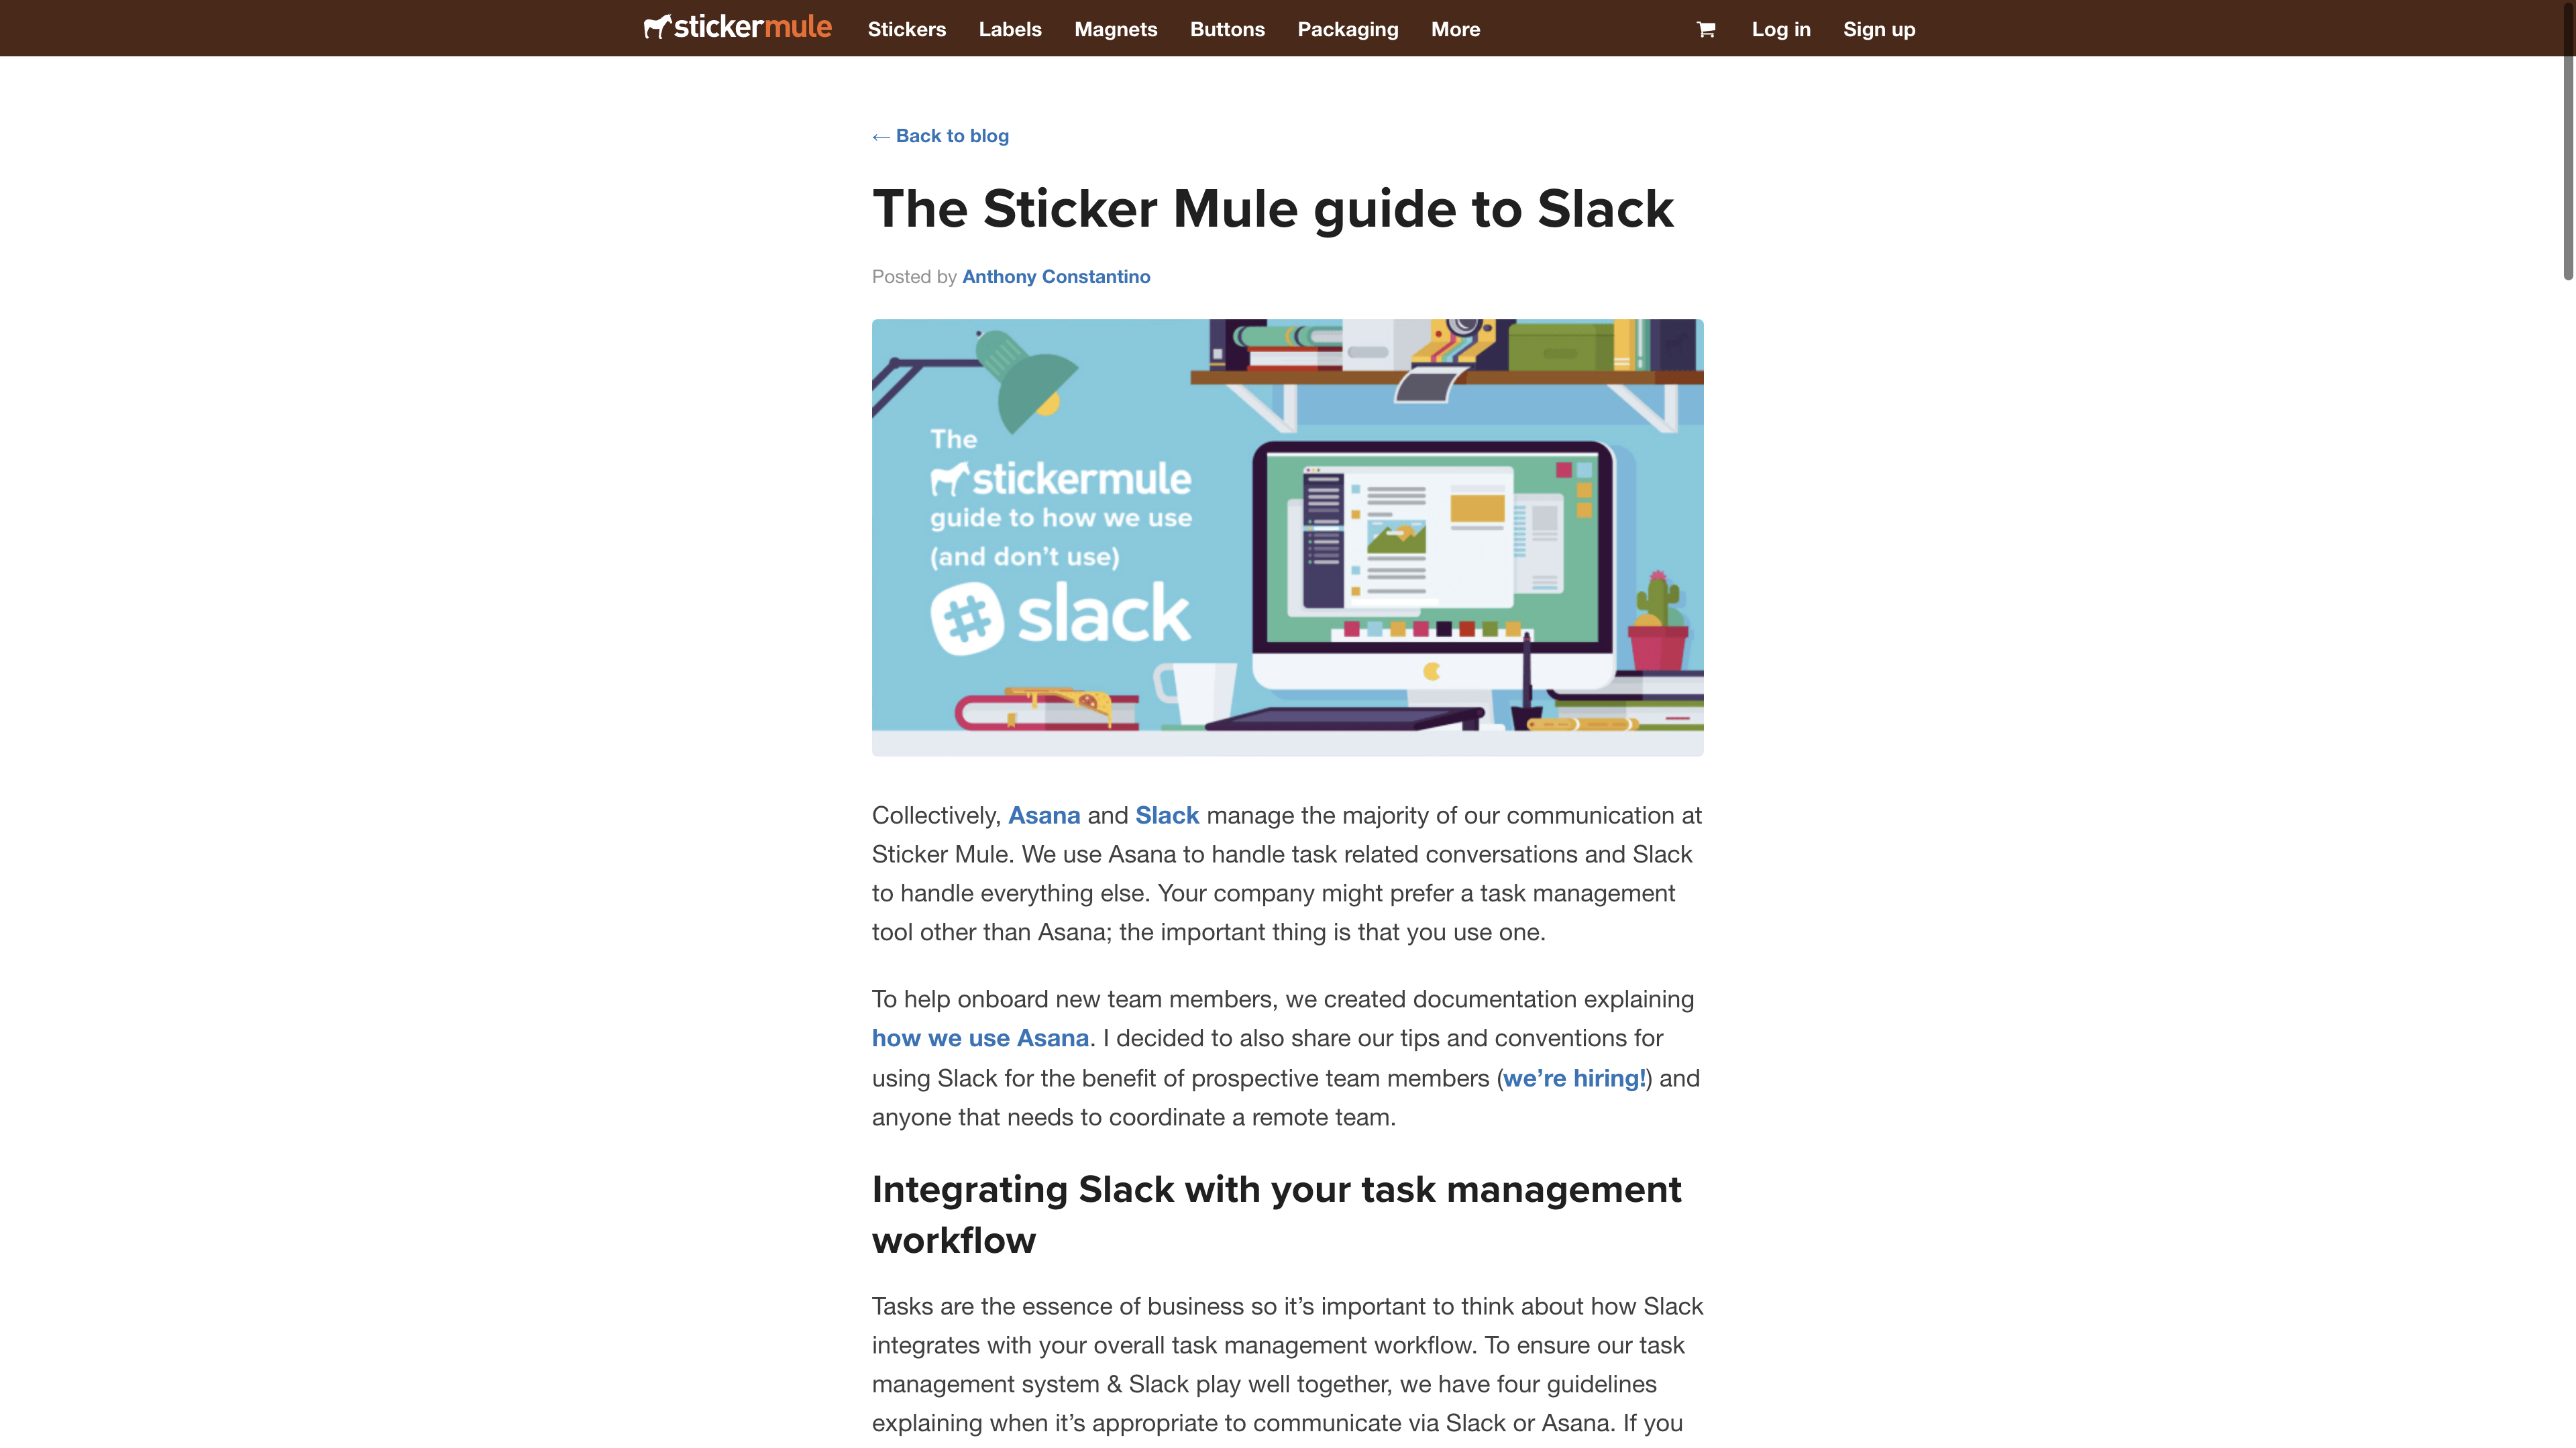 stickermule Stickers Labels Magnets Buttons Packaging More Log in Sign up
← Back to blog
The Sticker Mule guide to Slack
Posted by Anthony Constantino
The
stickermule
guide to how we use
(and don't use)
slack
Collectively, Asana and Slack manage the majority of our communication at
Sticker Mule. We use Asana to handle task related conversations and Slack
to handle everything else. Your company might prefer a task management
tool other than Asana; the important thing is that you use one.
To help onboard new team members, we created documentation explaining
how we use Asana. I decided to also share our tips and conventions for
using Slack for the benefit of prospective team members (we’re hiring!) and
anyone that needs to coordinate a remote team.
Integrating Slack with your task management
workflow
Tasks are the essence of business so it’s important to think about how Slack
integrates with your overall task management workflow. To ensure our task
management system & Slack play well together, we have four guidelines
explaining when it’s appropriate to communicate via Slack or Asana. If you